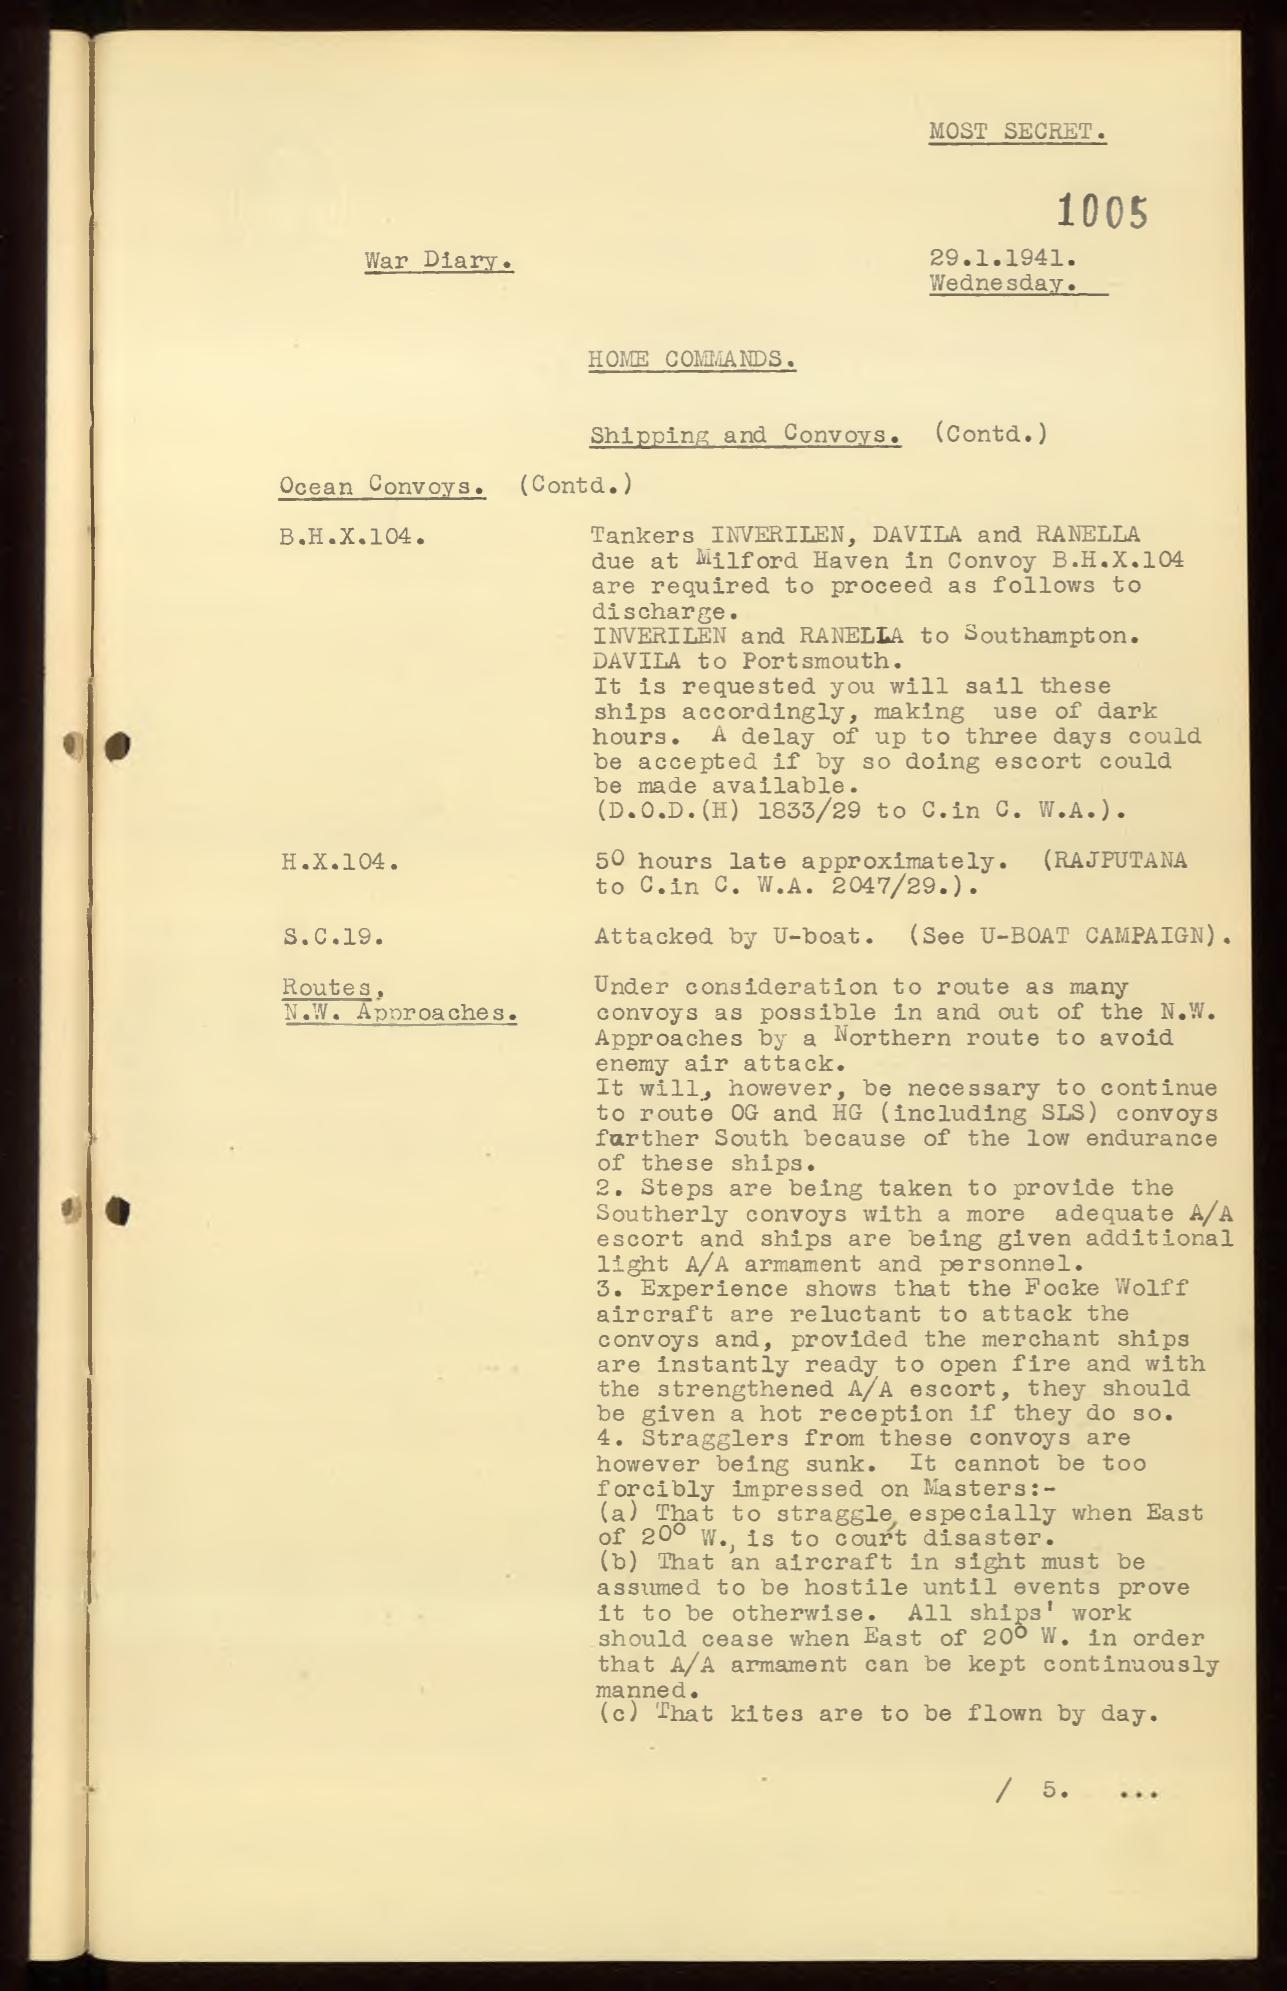 MOST SECRET.
1005
War Diary.
29.1.1941.
Wednesday.
HOME COMMANDS.
Shipping and Convoys. (Contd.)
Ocean Convoys. (Contd.)
B.H.X.104.
Tankers INVERILEN, DAVILA and RANELLA
due at Milford Haven in Convoy B.H.X.104
are required to proceed as follows to
discharge.
INVERILEN and RANELLA to Southampton.
DAVILA to Portsmouth.
It is requested you will sail these
ships accordingly, making use of dark
hours. A delay of up to three days could
be accepted if by so doing escort could
be made available.
(D.O.D.(H) 1833/29 to C.in C. W.A.).
H.X.104.
50 hours late approximately. (RAJPUTANA
to C.in C. W.A. 2047/29.).
S.C.19.
Attacked by U-boat. (See U-BOAT CAMPAIGN).
Routes,
N.W. Approaches.
Under consideration to route as many
convoys as possible in and out of the N.W.
Approaches by a Northern route to avoid
enemy air attack.
It will, however, be necessary to continue
to route OG and HG (including SLS) convoys
further South because of the low endurance
of these ships.
2. Steps are being taken to provide the
Southerly convoys with a more adequate A/A
escort and ships are being given additional
light A/A armament and personnel.
3. Experience shows that the Focke Wolff
aircraft are reluctant to attack the
convoys and, provided the merchant ships
are instantly ready to open fire and with
the strengthened A/A escort, they should
be given a hot reception if they do so.
4. Stragglers from these convoys are
however being sunk. It cannot be too
forcibly impressed on Masters:-
(a) That to straggle, especially when East
of 20° W., is to court disaster.
(b) That an aircraft in sight must be
assumed to be hostile until events prove
it to be otherwise. All ships' work
should cease when East of 20° W. in order
that A/A armament can be kept continuously
manned.
(c) That kites are to be flown by day.
/ 5. ...